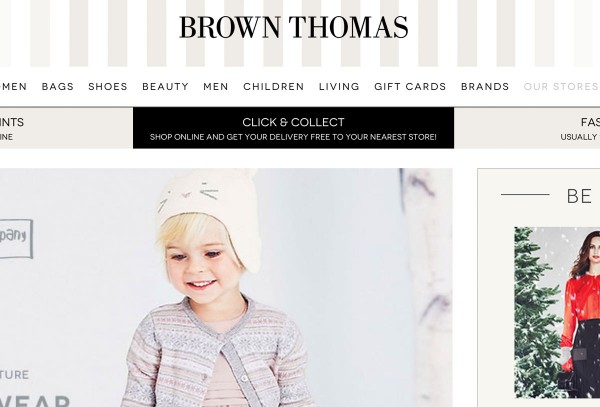 BROWN THOMAS
MEN BAGS SHOES BEAUTY MEN CHILDREN LIVING GIFT CARDS BRANDS OUR STORES
CLICK & COLLECT
SHOP ONLINE AND GET YOUR DELIVERY FREE TO YOUR NEAREST STORE!
INTS
INE
FAS
USUALLY
pany
BE
TURE
WEAR